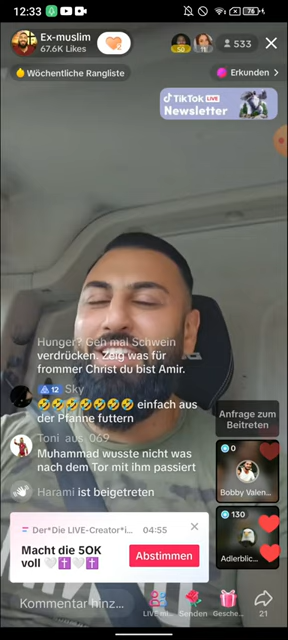 12:33
76
Ex-muslim
67.6K Likes
533
Wöchentliche Rangliste
Erkunden
TikTok LIVE
Newsletter
Hunger? Geh mal Schwein
verdrücken. Zeig was für
frommer Christ du bist Amir.
12 Sky
🤣🤣🤣🤣🤣🤣🤣 einfach aus
der Pfanne futtern
Toni aus 069
Muhammad wusste nicht was
nach dem Tor mit ihm passiert
Harami ist beigetreten
Anfrage zum
Beitreten
0
Bobby Valen...
130
Adlerblic...
Der*Die LIVE-Creator*i... 04:55
Macht die 50K
voll 🤍✝️🤍✝️
Abstimmen
Kommentar hinz...
LIVE-mi...
Senden
Gesche...
21